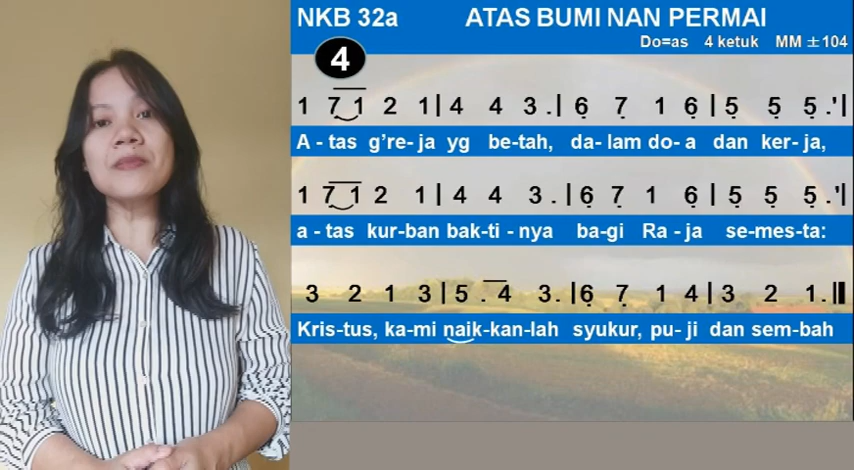 NKB 32a ATAS BUMI NAN PERMAI
Do=as 4 ketuk MM ±104
4
1 7̣ 1 2 1 | 4 4 3 . | 6̣ 7̣ 1 6̣ | 5̣ 5̣ 5̣ .'|
A - tas g're- ja yg be-tah, da- lam do- a dan ker- ja,
1 7̣ 1 2 1 | 4 4 3 . | 6̣ 7̣ 1 6̣ | 5̣ 5̣ 5̣ .'|
a - tas kur-ban bak-ti - nya ba-gi Ra - ja se-mes-ta:
3 2 1 3 | 5 . 4 3 . | 6̣ 7̣ 1 4 | 3 2 1 . ||
Kris-tus, ka-mi naik-kan-lah syukur, pu- ji dan sem-bah